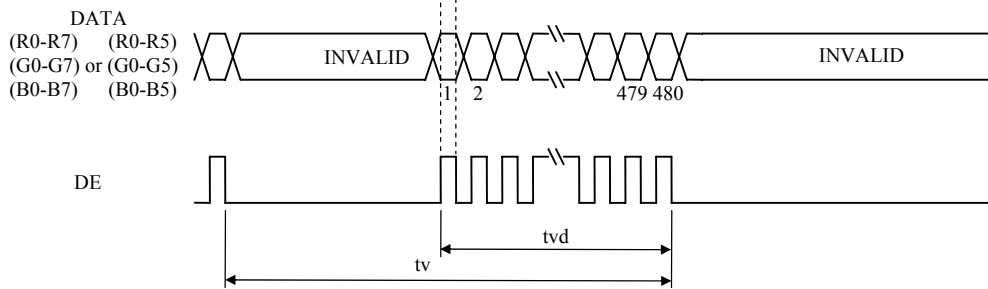 DATA
(R0-R7) (R0-R5)
(G0-G7) or (G0-G5)
(B0-B7) (B0-B5)
INVALID
INVALID
1 2 479 480
DE
tvd
tv